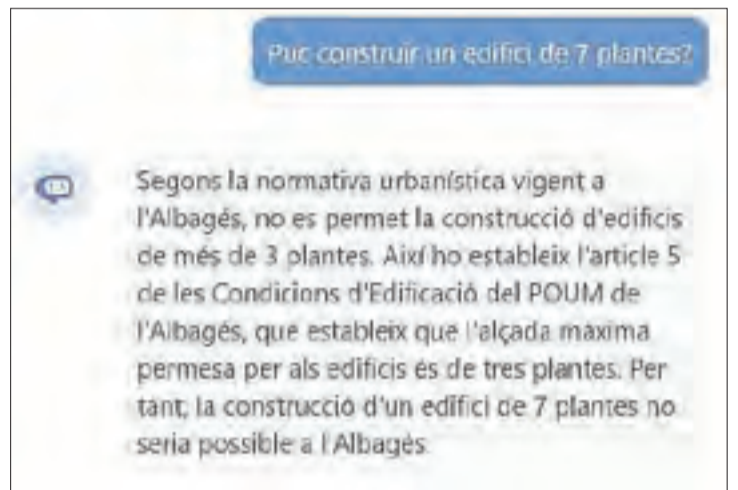 Puc construir un edifici de 7 plantes?
Segons la normativa urbanística vigent a
l'Albagés, no es permet la construcció d'edificis
de més de 3 plantes. Així ho estableix l'article 5
de les Condicions d'Edificació del POUM de
l'Albagés, que estableix que l'alçada màxima
permesa per als edificis és de tres plantes. Per
tant, la construcció d'un edifici de 7 plantes no
seria possible a l'Albagés.